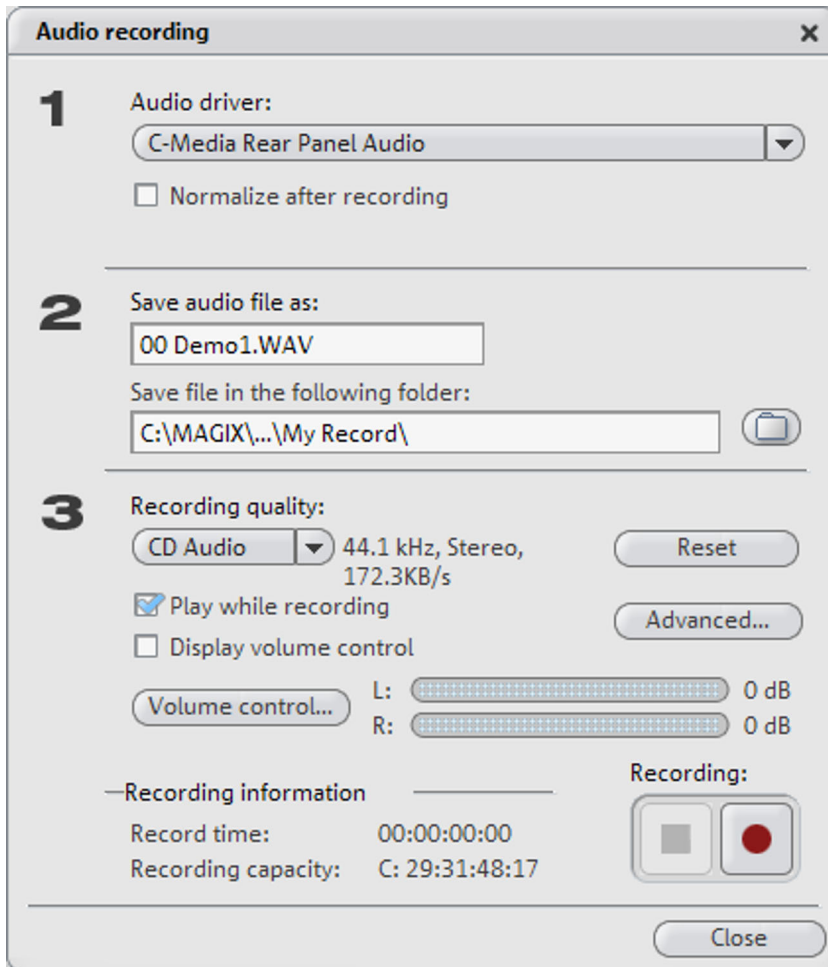 Audio recording
1
Audio driver:
C-Media Rear Panel Audio
Normalize after recording
2
Save audio file as:
00 Demo1.WAV
Save file in the following folder:
C:\MAGIX\...\My Record\
3
Recording quality:
CD Audio
44.1 kHz, Stereo,
172.3KB/s
Reset
Play while recording
Advanced...
Display volume control
Volume control...
L: 0 dB
R: 0 dB
Recording:
Recording information
Record time: 00:00:00:00
Recording capacity: C: 29:31:48:17
Close